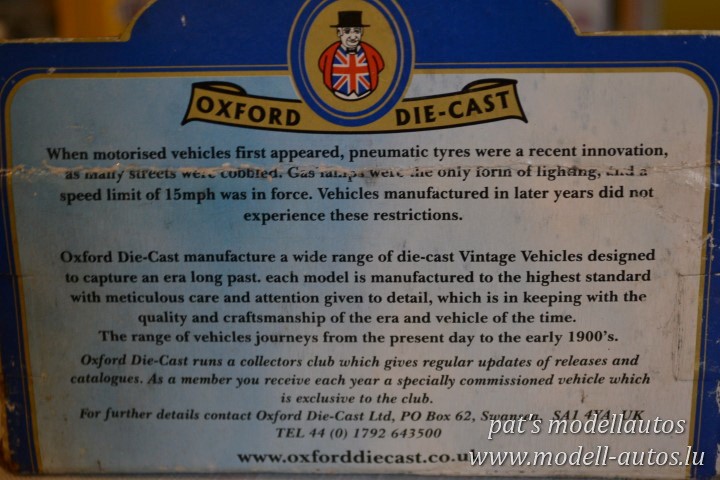 OXFORD DIE-CAST
When motorised vehicles first appeared, pneumatic tyres were a recent innovation,
as many streets were cobbled. Gas lamps were the only form of lighting, and a
speed limit of 15mph was in force. Vehicles manufactured in later years did not
experience these restrictions.
Oxford Die-Cast manufacture a wide range of die-cast Vintage Vehicles designed
to capture an era long past. each model is manufactured to the highest standard
with meticulous care and attention given to detail, which is in keeping with the
quality and craftsmanship of the era and vehicle of the time.
The range of vehicles journeys from the present day to the early 1900's.
Oxford Die-Cast runs a collectors club which gives regular updates of releases and
catalogues. As a member you receive each year a specially commissioned vehicle which
is exclusive to the club.
For further details contact Oxford Die-Cast Ltd, PO Box 62, Swansea, SA1 4YA, UK
TEL 44 (0) 1792 643500
www.oxforddiecast.co.uk
pat's modellautos
www.modell-autos.lu